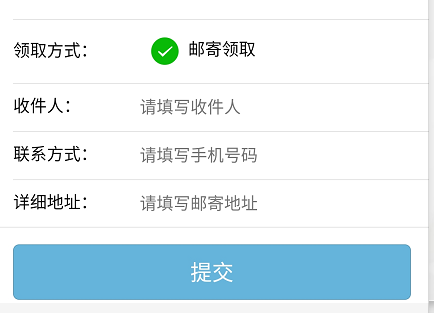 领取方式： 邮寄领取
收件人： 请填写收件人
联系方式： 请填写手机号码
详细地址： 请填写邮寄地址
提交